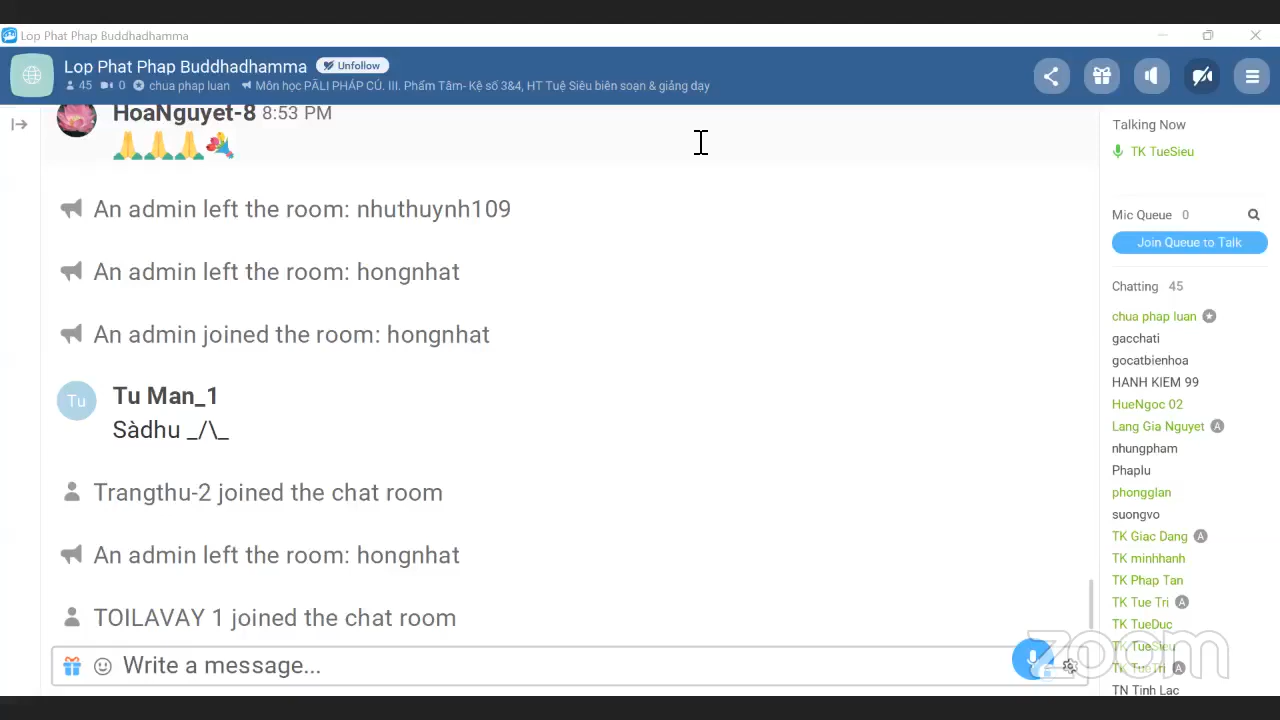 Lop Phat Phap Buddhadhamma
Lop Phat Phap Buddhadhamma Unfollow
45 0 chua phap luan Môn học PĀLI PHÁP CÚ. III. Phẩm Tâm- Kệ số 3&4, HT Tuệ Siêu biên soạn & giảng dạy
HoaNguyet-8 8:53 PM
🙏🙏🙏💐
An admin left the room: nhuthuynh109
An admin left the room: hongnhat
An admin joined the room: hongnhat
Tu
Tu Man_1
Sàdhu _/\_
Trangthu-2 joined the chat room
An admin left the room: hongnhat
TOILAVAY 1 joined the chat room
Write a message...
Talking Now
TK TueSieu
Mic Queue 0
Join Queue to Talk
Chatting 45
chua phap luan
gacchati
gocatbienhoa
HANH KIEM 99
HueNgoc 02
Lang Gia Nguyet A
nhungpham
Phaplu
phongglan
suongvo
TK Giac Dang A
TK minhhanh
TK Phap Tan
TK Tue Tri A
TK TueDuc
TK TueSieu
TK TueTri A
TN Tinh Lac
zoom